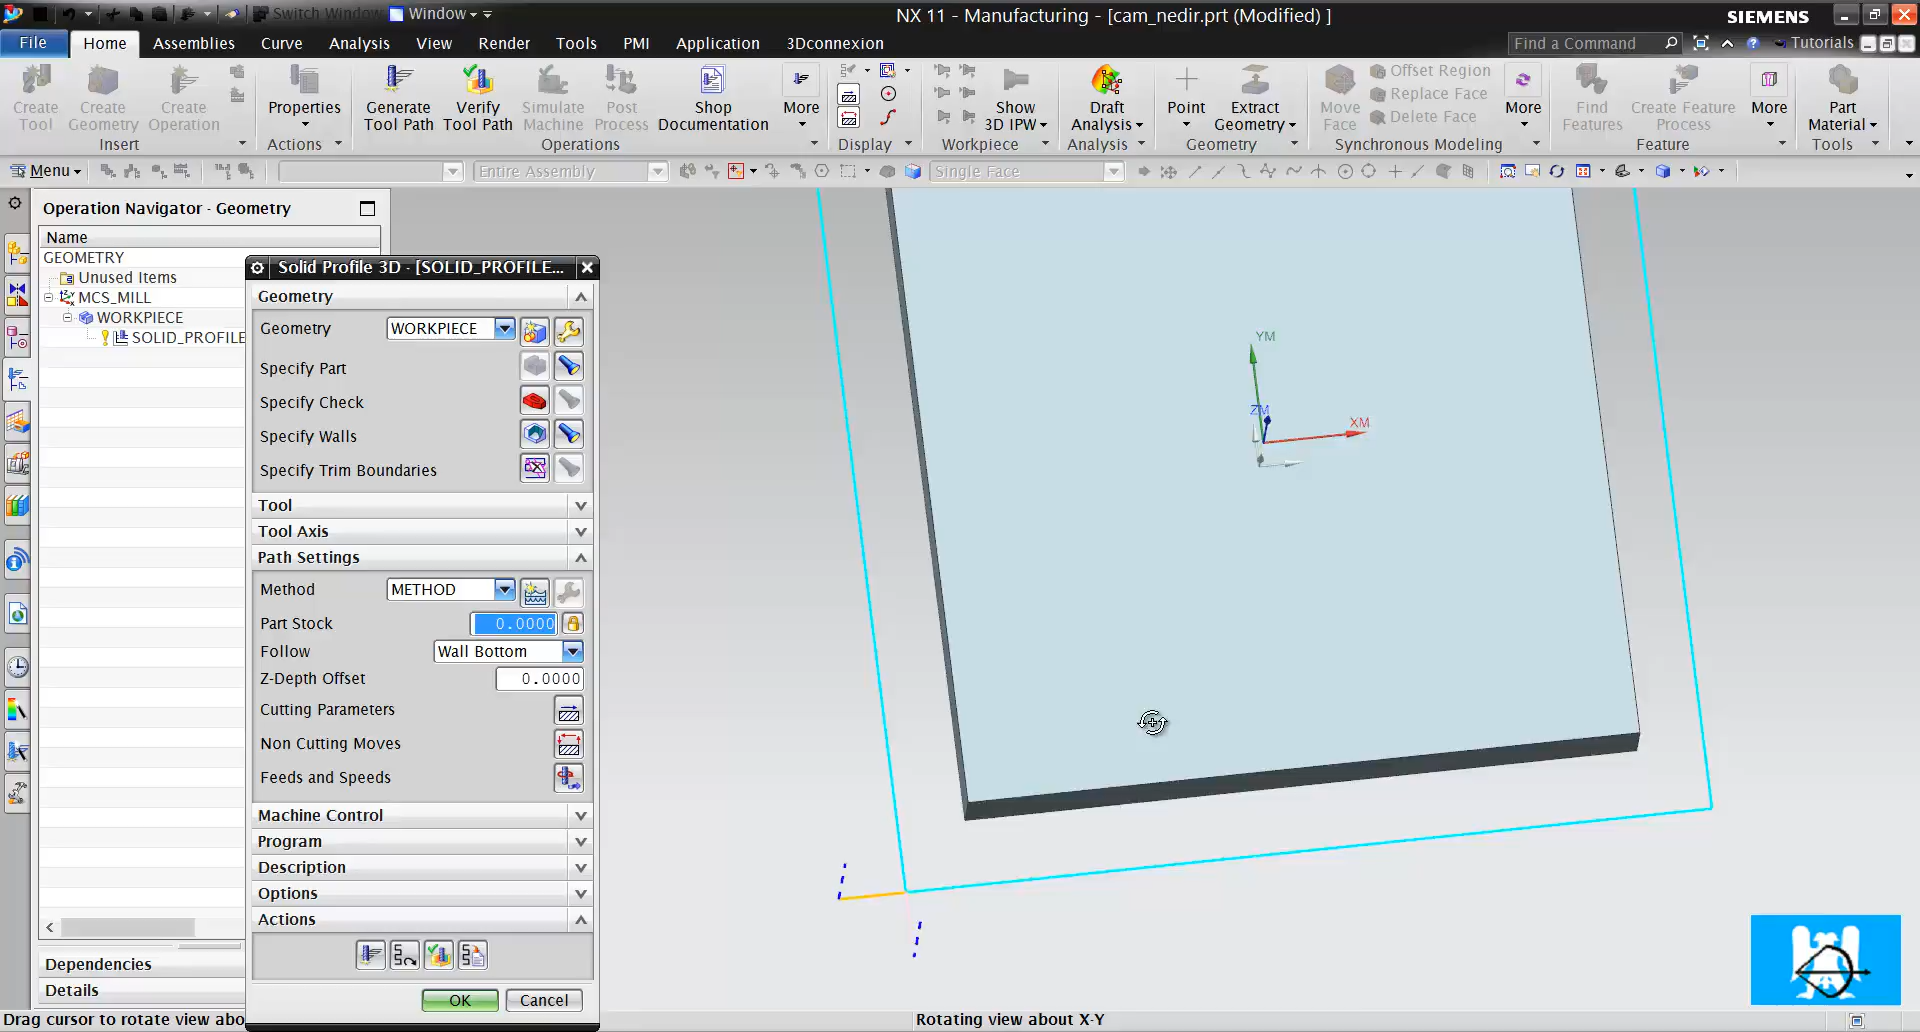 Switch Window Window
NX 11 - Manufacturing - [cam_nedir.prt (Modified) ]
SIEMENS
File Home Assemblies Curve Analysis View Render Tools PMI Application 3Dconnexion
Find a Command
Tutorials
Create Tool
Create Geometry
Create Operation
Insert
Properties
Actions
Generate Tool Path
Verify Tool Path
Simulate Machine
Post Process
Shop Documentation
More
Operations
Display
Show 3D IPW
Workpiece
Draft Analysis
Analysis
Point
Extract Geometry
Geometry
Move Face
Offset Region
Replace Face
Delete Face
More
Synchronous Modeling
Find Features
Create Feature Process
More
Feature
Part Material
Tools
Menu
Entire Assembly
Single Face
Operation Navigator - Geometry
Name
GEOMETRY
Unused Items
MCS_MILL
WORKPIECE
SOLID_PROFILE
Dependencies
Details
Solid Profile 3D - [SOLID_PROFILE...
Geometry
Geometry WORKPIECE
Specify Part
Specify Check
Specify Walls
Specify Trim Boundaries
Tool
Tool Axis
Path Settings
Method METHOD
Part Stock 0.0000
Follow Wall Bottom
Z-Depth Offset 0.0000
Cutting Parameters
Non Cutting Moves
Feeds and Speeds
Machine Control
Program
Description
Options
Actions
OK Cancel
YM
ZM
XM
Drag cursor to rotate view abo
Rotating view about X-Y